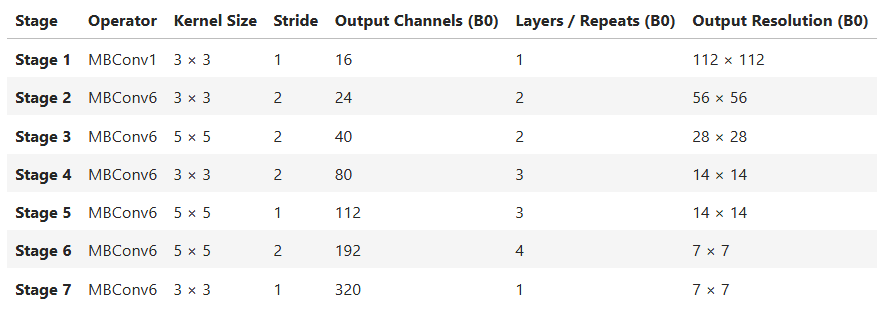 Stage Operator Kernel Size Stride Output Channels (B0) Layers / Repeats (B0) Output Resolution (B0)
Stage 1 MBConv1 3 × 3 1 16 1 112 × 112
Stage 2 MBConv6 3 × 3 2 24 2 56 × 56
Stage 3 MBConv6 5 × 5 2 40 2 28 × 28
Stage 4 MBConv6 3 × 3 2 80 3 14 × 14
Stage 5 MBConv6 5 × 5 1 112 3 14 × 14
Stage 6 MBConv6 5 × 5 2 192 4 7 × 7
Stage 7 MBConv6 3 × 3 1 320 1 7 × 7